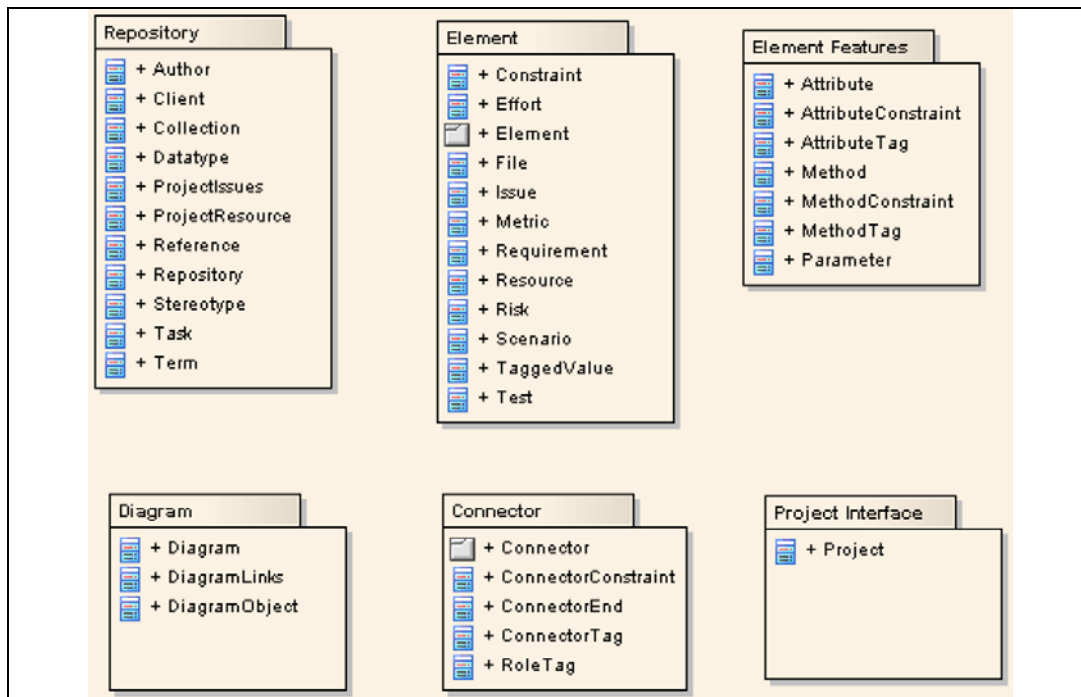 Repository
+ Author
+ Client
+ Collection
+ Datatype
+ ProjectIssues
+ ProjectResource
+ Reference
+ Repository
+ Stereotype
+ Task
+ Term
Element
+ Constraint
+ Effort
+ Element
+ File
+ Issue
+ Metric
+ Requirement
+ Resource
+ Risk
+ Scenario
+ TaggedValue
+ Test
Element Features
+ Attribute
+ AttributeConstraint
+ AttributeTag
+ Method
+ MethodConstraint
+ MethodTag
+ Parameter
Diagram
+ Diagram
+ DiagramLinks
+ DiagramObject
Connector
+ Connector
+ ConnectorConstraint
+ ConnectorEnd
+ ConnectorTag
+ RoleTag
Project Interface
+ Project